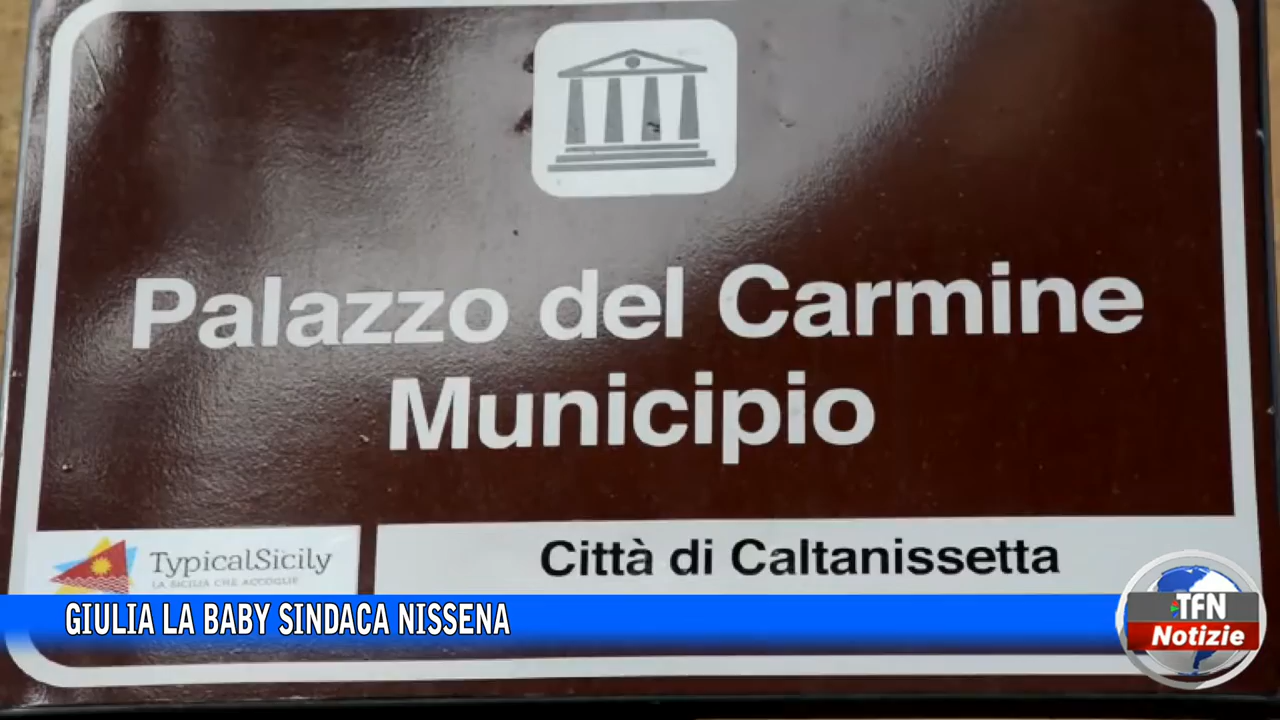 Palazzo del Carmine
Municipio
TypicalSicily
LA SICILIA CHE ACCOGLIE
Città di Caltanissetta
GIULIA LA BABY SINDACA NISSENA
TFN
Notizie